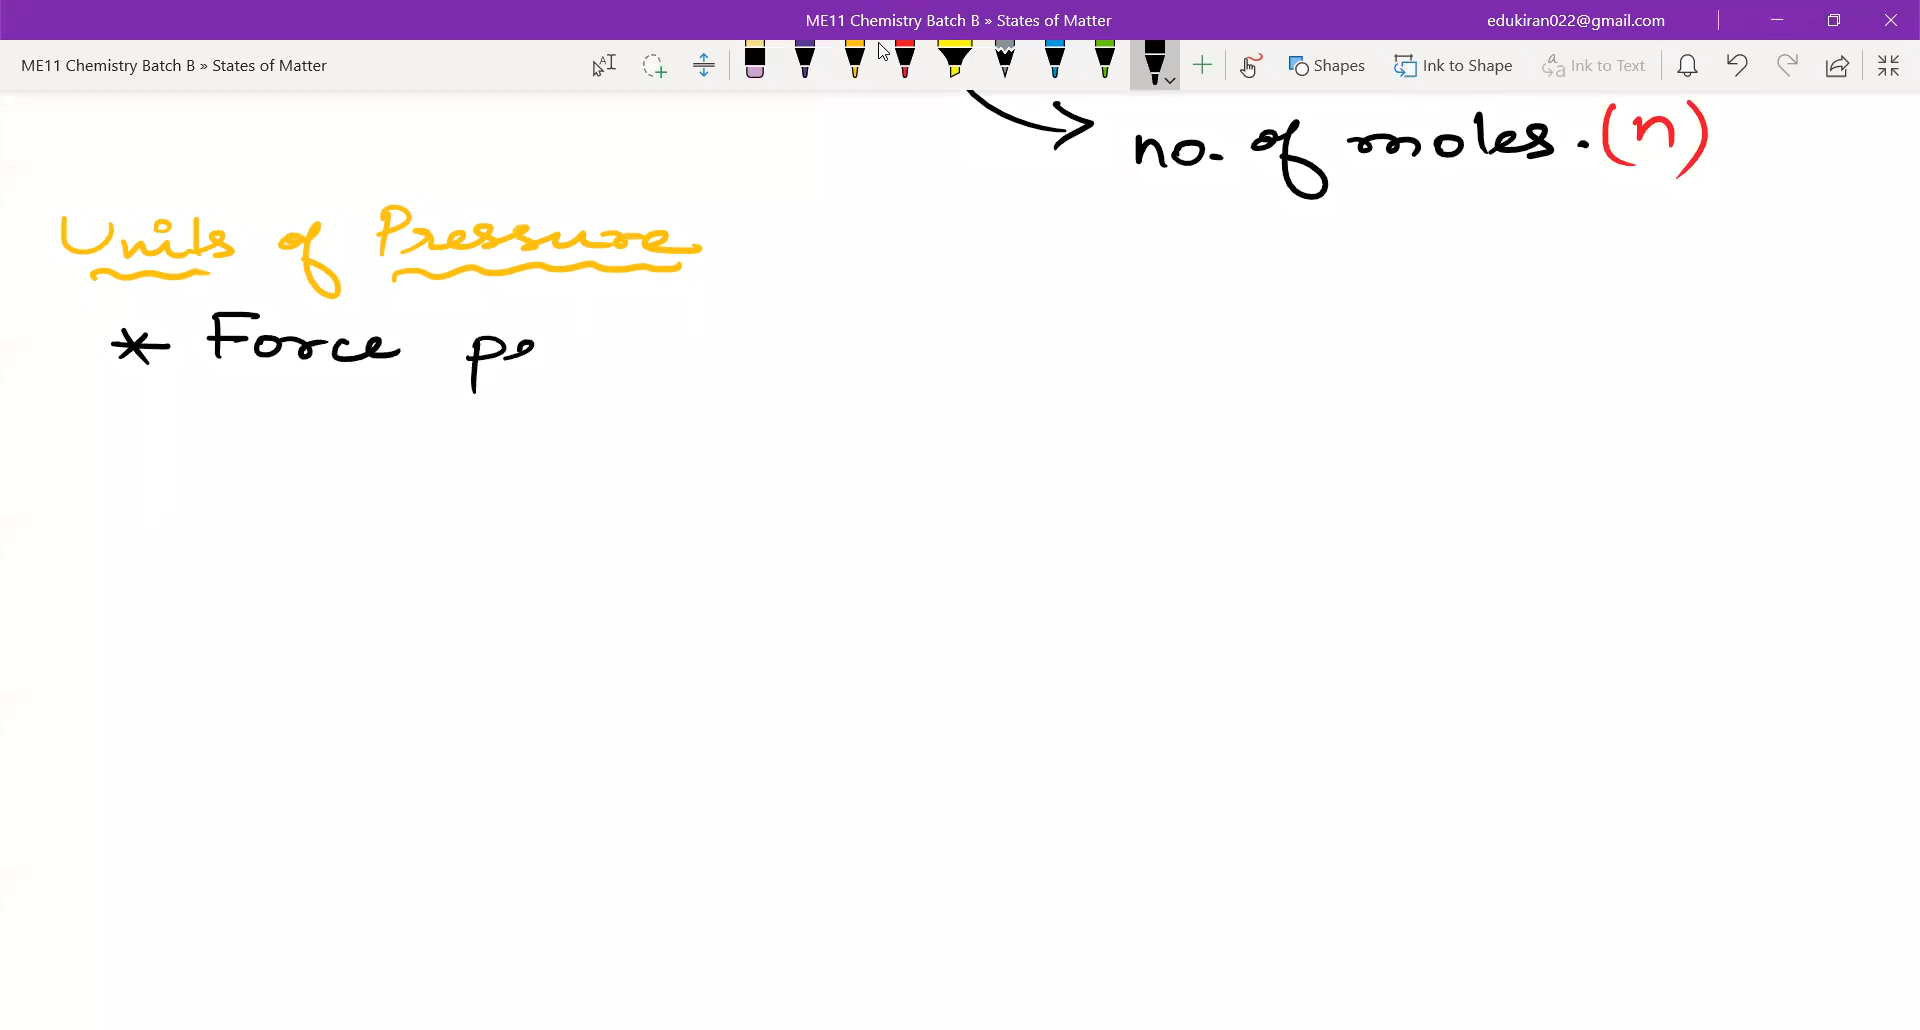 ME11 Chemistry Batch B » States of Matter
edukiran022@gmail.com
ME11 Chemistry Batch B » States of Matter
Shapes
Ink to Shape
Ink to Text
no. of moles. (n)
Units of Pressure
* Force pe